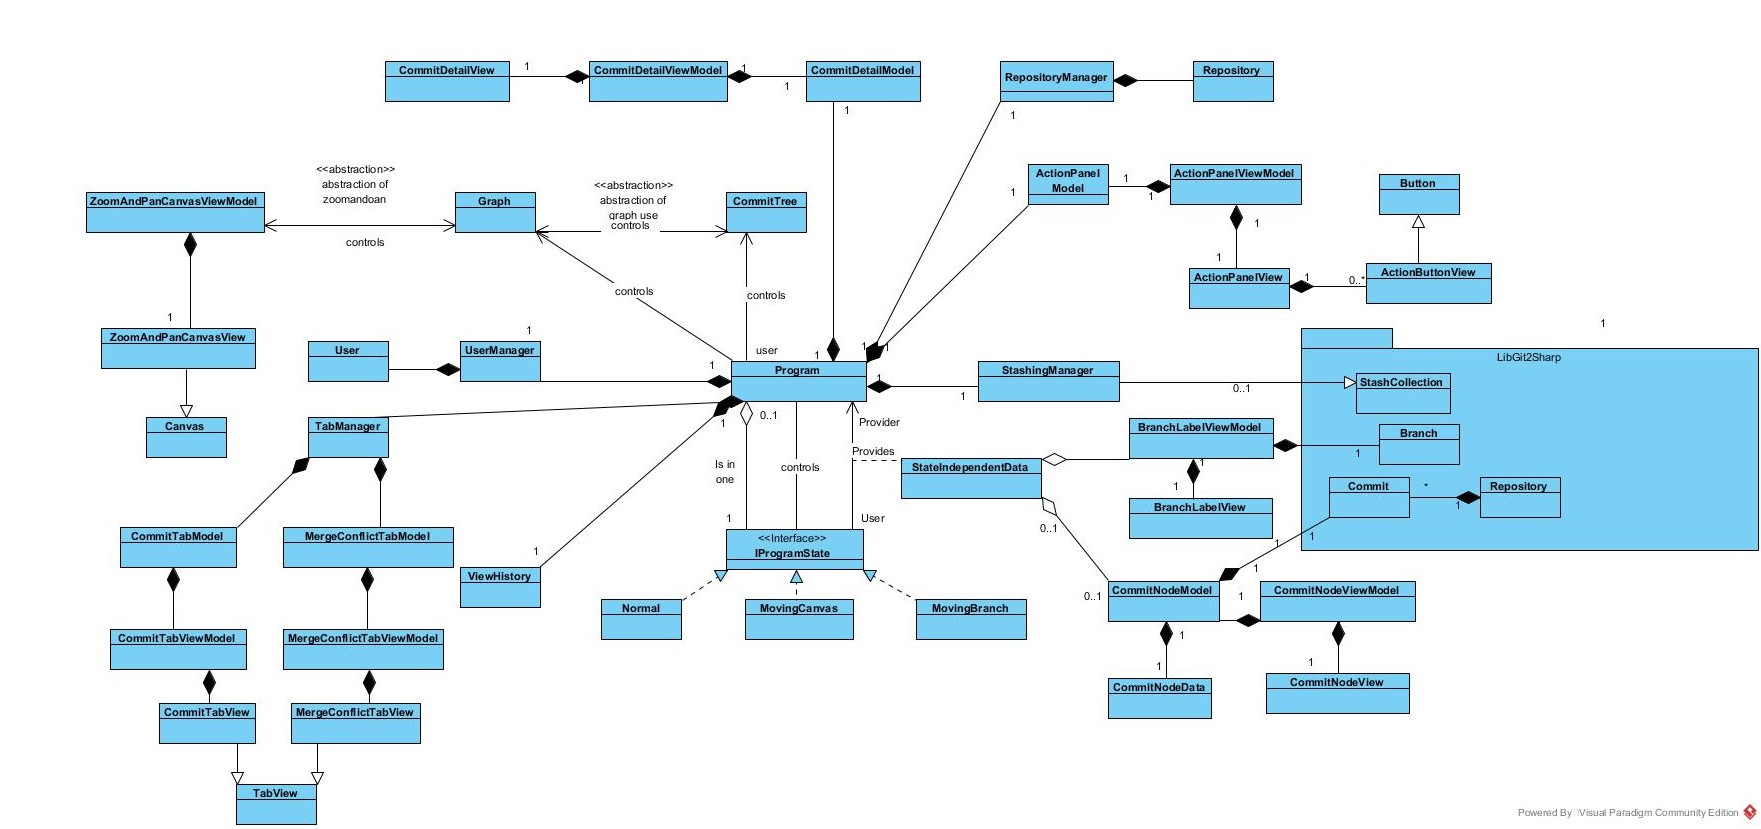 CommitDetailView
1
CommitDetailViewModel
1
1
CommitDetailModel
1
RepositoryManager
1
Repository
<<abstraction>>
abstraction of
zoomandoan
<<abstraction>>
abstraction of
graph use
controls
ZoomAndPanCanvasViewModel
controls
Graph
CommitTree
1
ActionPanel
Model
1
1
ActionPanelViewModel
1
1
Button
ActionPanelView
1
0..*
ActionButtonView
controls
controls
1
ZoomAndPanCanvasView
Canvas
User
UserManager
1
1
user
1
1
1
Program
1
1
StashingManager
0..1
1
LibGit2Sharp
StashCollection
Branch
1
Commit
*
1
Repository
TabManager
1
0..1
Is in
one
controls
Provider
Provides
User
1
StateIndependentData
0..1
BranchLabelViewModel
1
1
BranchLabelView
<<Interface>>
IProgramState
CommitTabModel
MergeConflictTabModel
1
ViewHistory
Normal
MovingCanvas
MovingBranch
0..1
CommitNodeModel
1
1
1
1
CommitNodeViewModel
1
1
CommitNodeData
1
CommitNodeView
CommitTabViewModel
MergeConflictTabViewModel
CommitTabView
MergeConflictTabView
TabView
Powered By Visual Paradigm Community Edition